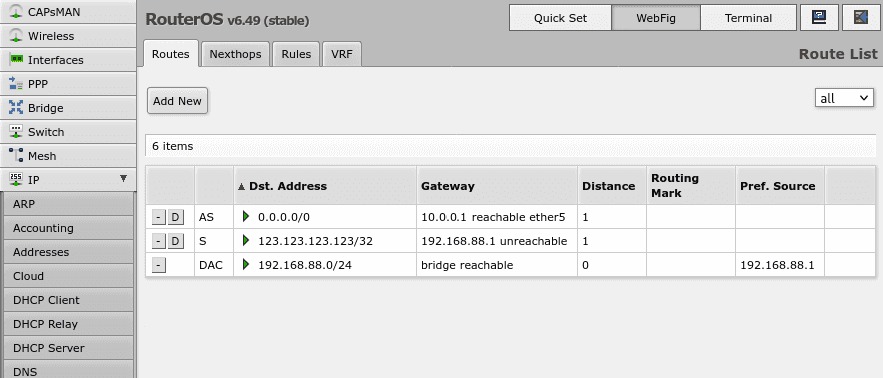 CAPsMAN
Wireless
Interfaces
PPP
Bridge
Switch
Mesh
255
IP ▼
ARP
Accounting
Addresses
Cloud
DHCP Client
DHCP Relay
DHCP Server
DNS
RouterOS v6.49 (stable)
Quick Set WebFig Terminal
Routes Nexthops Rules VRF
Route List
Add New
all
6 items
▲ Dst. Address Gateway Distance Routing Mark Pref. Source
- D AS 0.0.0.0/0 10.0.0.1 reachable ether5 1
- D S 123.123.123.123/32 192.168.88.1 unreachable 1
- DAC 192.168.88.0/24 bridge reachable 0 192.168.88.1